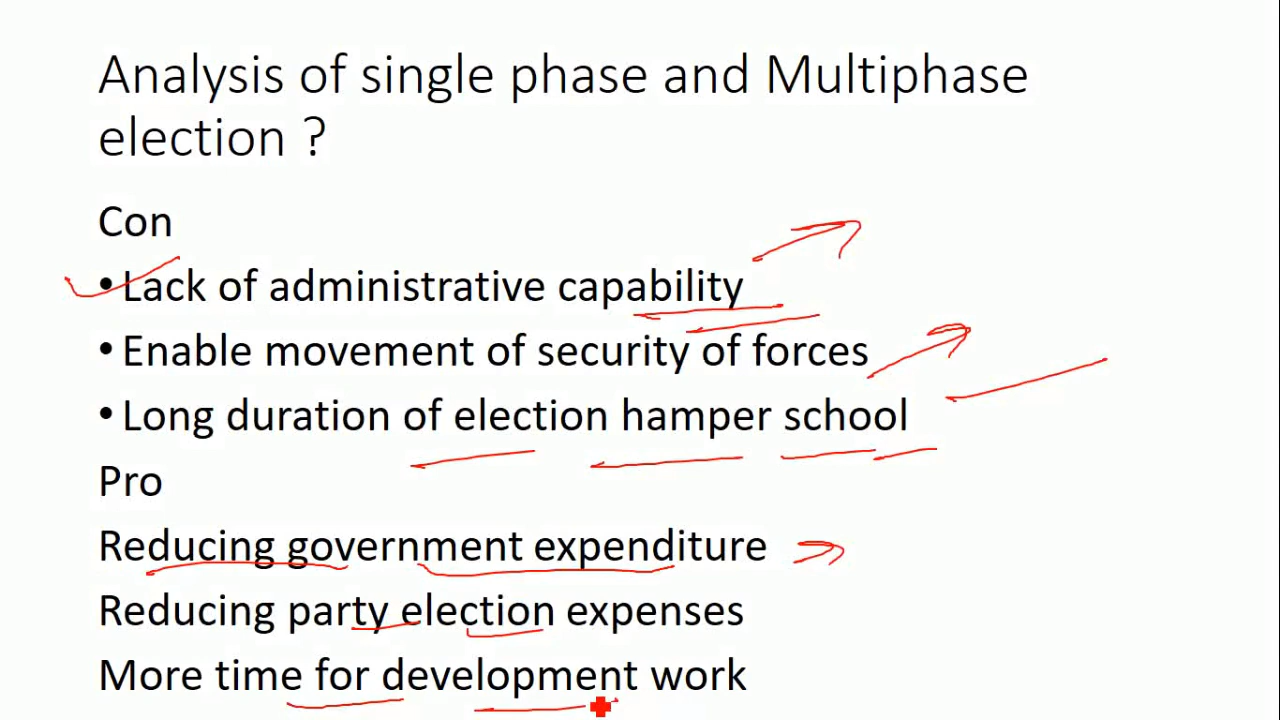 Analysis of single phase and Multiphase
election ?
Con
• Lack of administrative capability
• Enable movement of security of forces
• Long duration of election hamper school
Pro
Reducing government expenditure
Reducing party election expenses
More time for development work